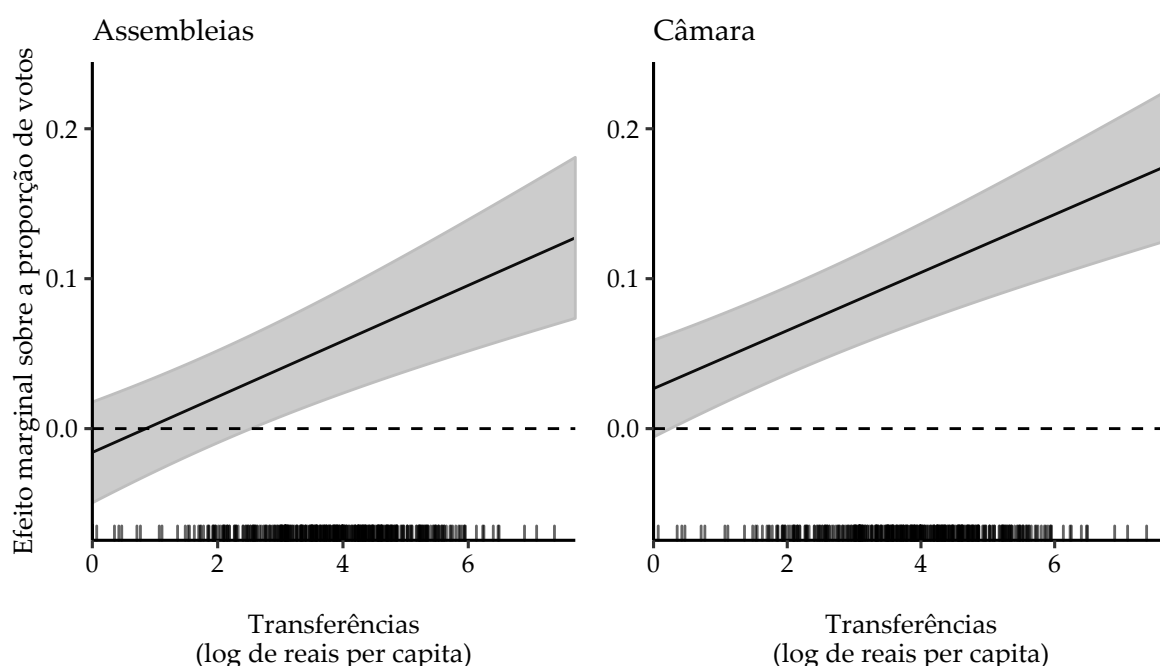 Assembleias
Câmara
Efeito marginal sobre a proporção de votos
0.2
0.1
0.0
0.2
0.1
0.0
0 2 4 6
0 2 4 6
Transferências
(log de reais per capita)
Transferências
(log de reais per capita)